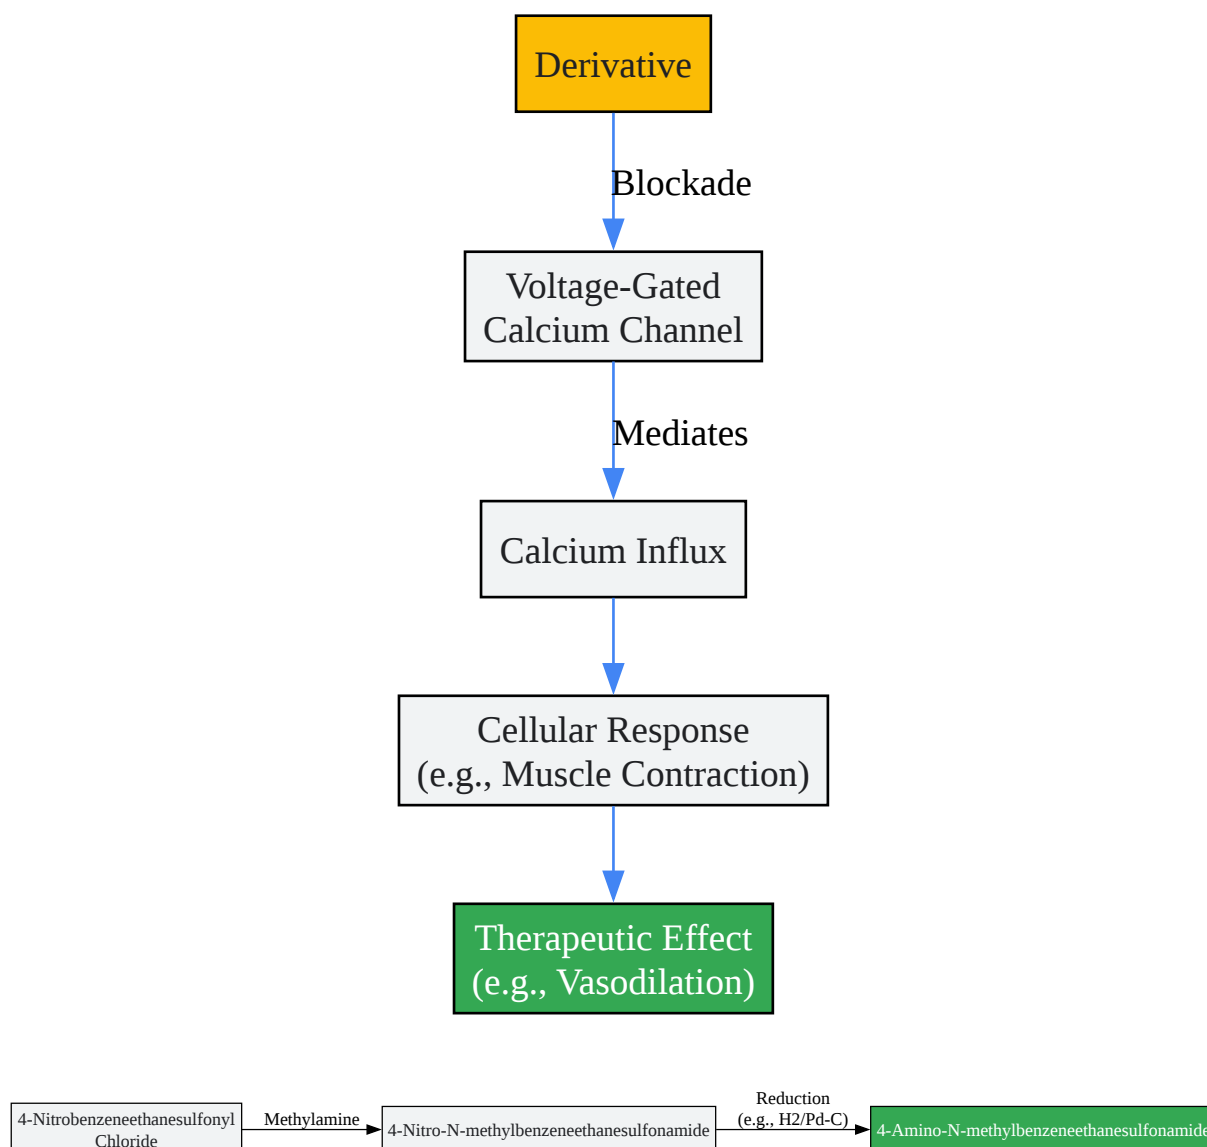 Derivative
Blockade
Voltage-Gated
Calcium Channel
Mediates
Calcium Influx
Cellular Response
(e.g., Muscle Contraction)
Therapeutic Effect
(e.g., Vasodilation)
4-Nitrobenzeneethanesulfonyl
Chloride
Methylamine
4-Nitro-N-methylbenzeneethanesulfonamide
Reduction
(e.g., H2/Pd-C)
4-Amino-N-methylbenzeneethanesulfonamide